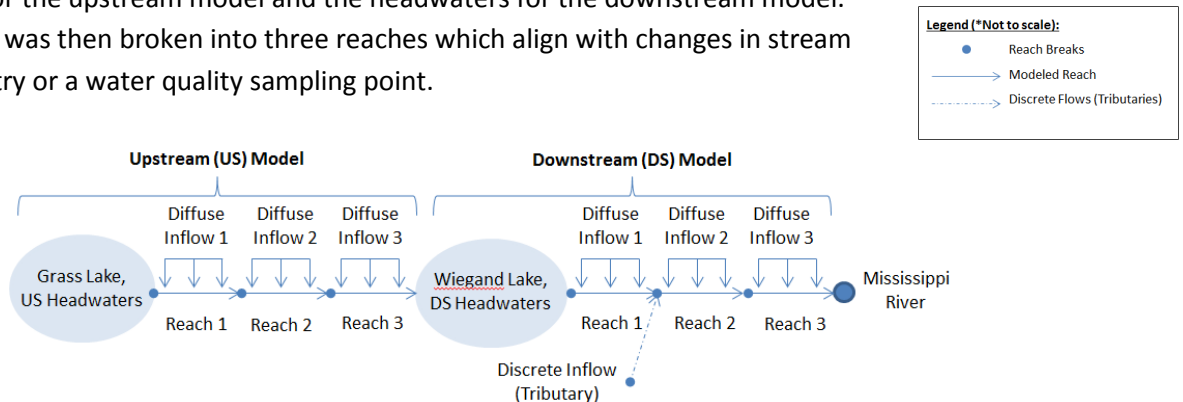 or the upstream model and the headwaters for the downstream model.
was then broken into three reaches which align with changes in stream
try or a water quality sampling point.
Legend (*Not to scale):
Reach Breaks
Modeled Reach
Discrete Flows (Tributaries)
Upstream (US) Model
Downstream (DS) Model
Diffuse
Inflow 1
Diffuse
Inflow 2
Diffuse
Inflow 3
Diffuse
Inflow 1
Diffuse
Inflow 2
Diffuse
Inflow 3
Grass Lake,
US Headwaters
Wiegand Lake,
DS Headwaters
Mississippi
River
Reach 1
Reach 2
Reach 3
Reach 1
Reach 2
Reach 3
Discrete Inflow
(Tributary)